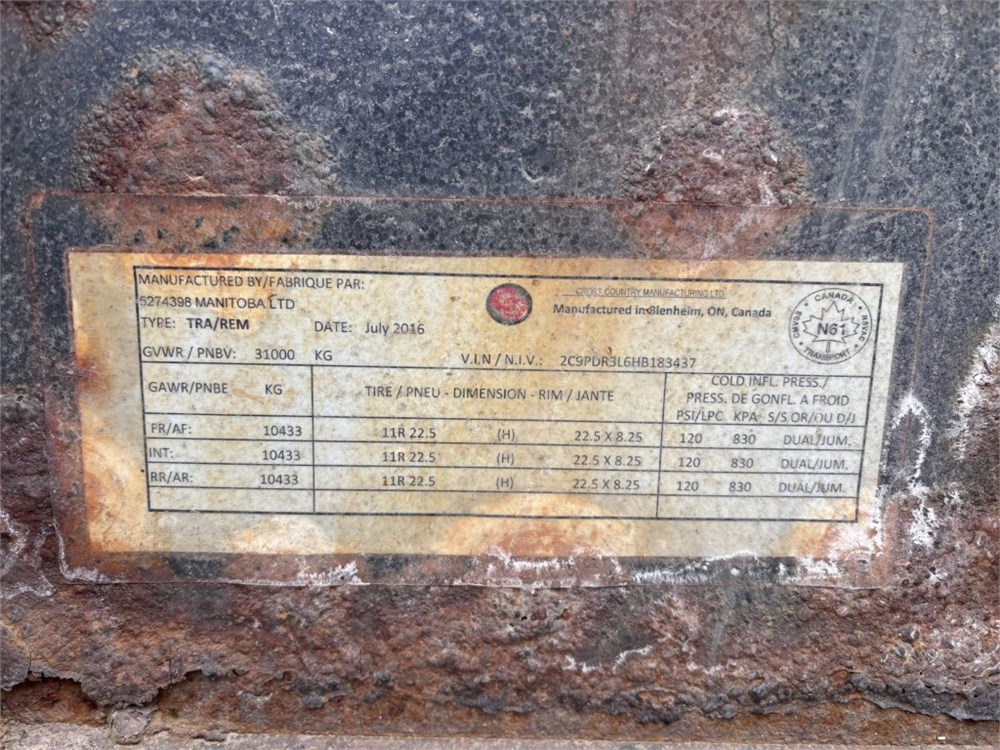 MANUFACTURED BY/FABRIQUE PAR:
5274398 MANITOBA LTD
CROSS COUNTRY MANUFACTURING LTD.
Manufactured in Blenheim, ON, Canada
CANADA
CMVSS NSVAC
N61
TRANSPORT
TYPE: TRA/REM DATE: July 2016
GVWR / PNBV: 31000 KG V.I.N / N.I.V.: 2C9PDR3L6HB183437
GAWR/PNBE KG TIRE / PNEU - DIMENSION - RIM / JANTE
COLD INFL. PRESS./
PRESS. DE GONFL. A FROID
PSI/LPC KPA S/S OR/OU D/J
FR/AF: 10433 11R 22.5 (H) 22.5 X 8.25 120 830 DUAL/JUM.
INT: 10433 11R 22.5 (H) 22.5 X 8.25 120 830 DUAL/JUM.
RR/AR: 10433 11R 22.5 (H) 22.5 X 8.25 120 830 DUAL/JUM.